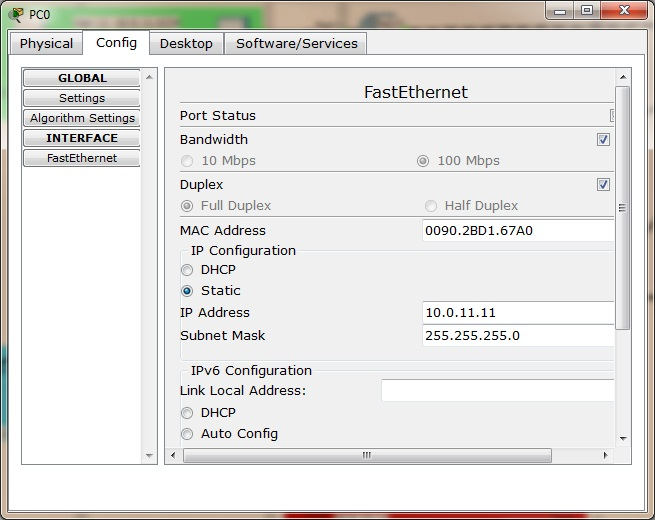 PC0
Physical Config Desktop Software/Services
GLOBAL
Settings
Algorithm Settings
INTERFACE
FastEthernet
FastEthernet
Port Status
Bandwidth
10 Mbps 100 Mbps
Duplex
Full Duplex Half Duplex
MAC Address 0090.2BD1.67A0
IP Configuration
DHCP
Static
IP Address 10.0.11.11
Subnet Mask 255.255.255.0
IPv6 Configuration
Link Local Address:
DHCP
Auto Config